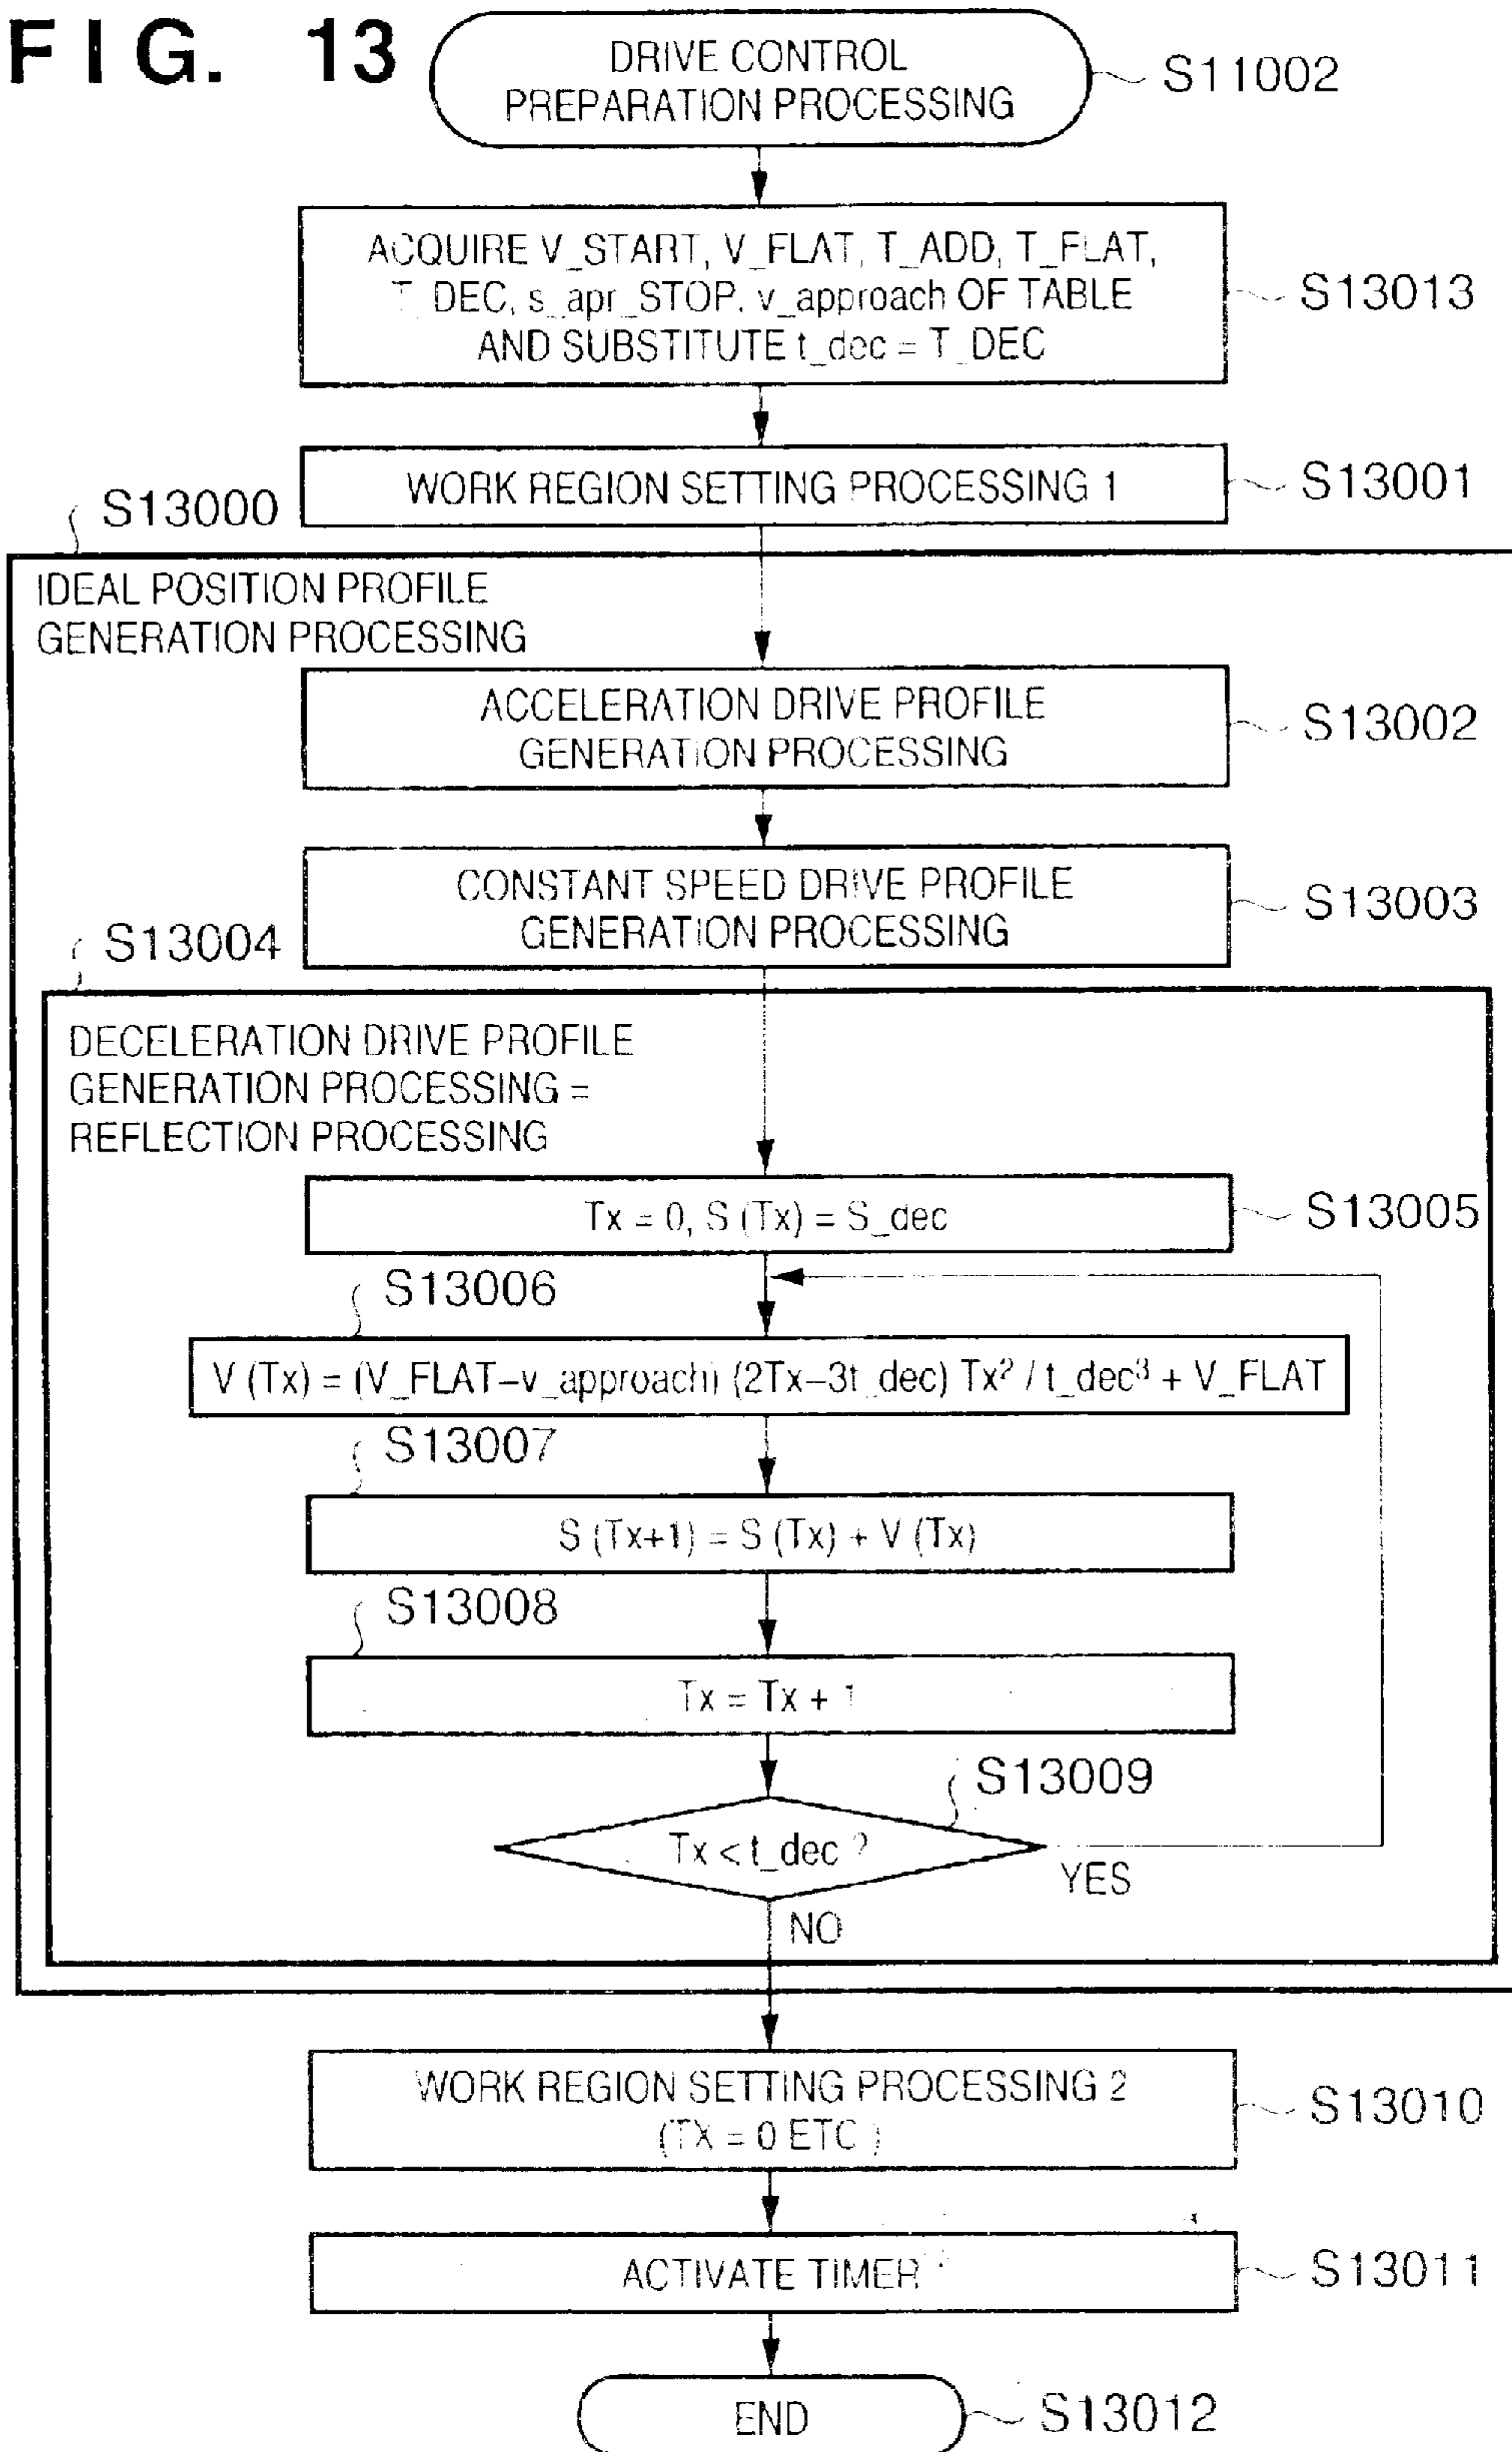 FIG. 13
DRIVE CONTROL
PREPARATION PROCESSING
S11002
ACQUIRE V_START, V_FLAT, T_ADD, T_FLAT,
T_DEC, s_apr_STOP, v_approach OF TABLE
AND SUBSTITUTE t_dec = T_DEC
S13013
WORK REGION SETTING PROCESSING 1
S13001
S13000
IDEAL POSITION PROFILE
GENERATION PROCESSING
ACCELERATION DRIVE PROFILE
GENERATION PROCESSING
S13002
CONSTANT SPEED DRIVE PROFILE
GENERATION PROCESSING
S13003
S13004
DECELERATION DRIVE PROFILE
GENERATION PROCESSING =
REFLECTION PROCESSING
Tx = 0, S (Tx) = S_dec
S13005
S13006
V (Tx) = (V_FLAT–v_approach) (2Tx–3t_dec) Tx² / t_dec³ + V_FLAT
S13007
S (Tx+1) = S (Tx) + V (Tx)
S13008
Tx = Tx + 1
S13009
Tx < t_dec ?
YES
NO
WORK REGION SETTING PROCESSING 2
(TX = 0 ETC )
S13010
ACTIVATE TIMER
S13011
END
S13012